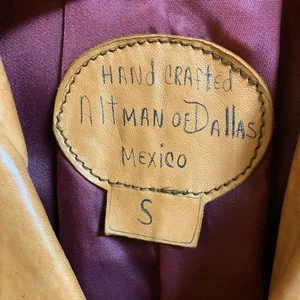 HAND CRAFTED
AltMAN OF DallAS
MEXICO
S